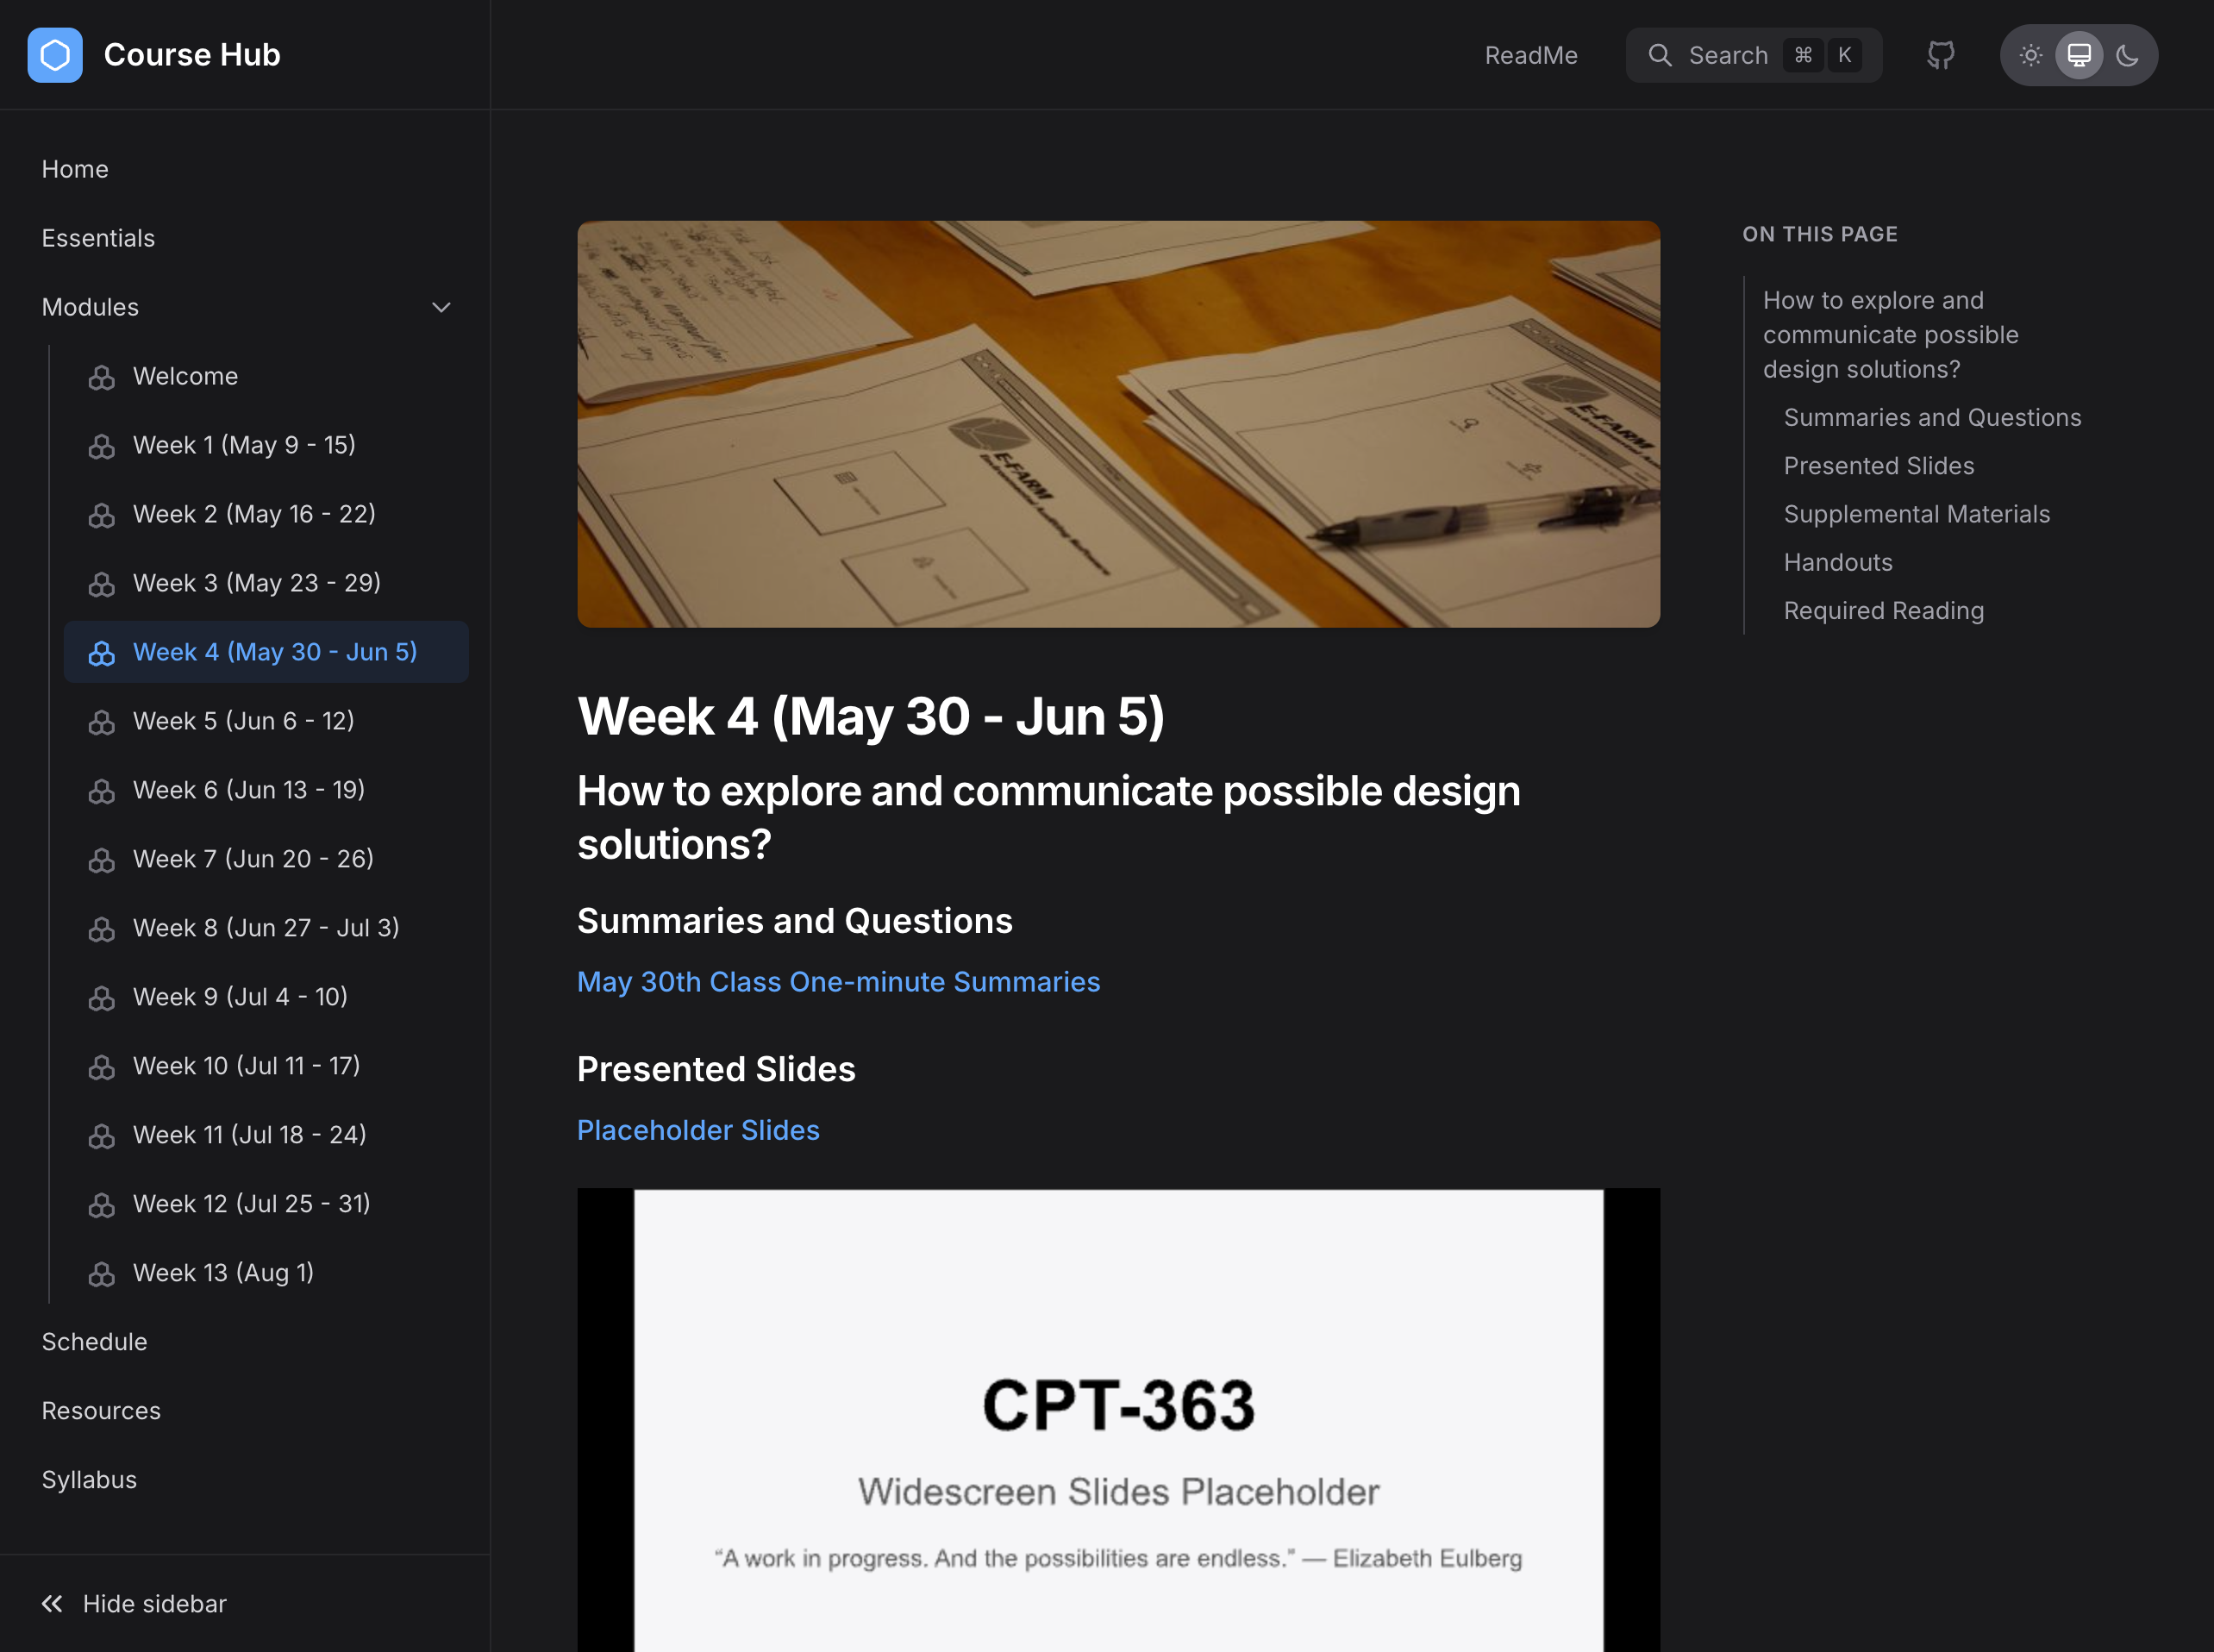 Course Hub
ReadMe
Search ⌘ K
Home
Essentials
Modules
Welcome
Week 1 (May 9 - 15)
Week 2 (May 16 - 22)
Week 3 (May 23 - 29)
Week 4 (May 30 - Jun 5)
Week 5 (Jun 6 - 12)
Week 6 (Jun 13 - 19)
Week 7 (Jun 20 - 26)
Week 8 (Jun 27 - Jul 3)
Week 9 (Jul 4 - 10)
Week 10 (Jul 11 - 17)
Week 11 (Jul 18 - 24)
Week 12 (Jul 25 - 31)
Week 13 (Aug 1)
Schedule
Resources
Syllabus
Hide sidebar
E-FARM
E-FARM
Week 4 (May 30 - Jun 5)
How to explore and communicate possible design
solutions?
Summaries and Questions
May 30th Class One-minute Summaries
Presented Slides
Placeholder Slides
CPT-363
Widescreen Slides Placeholder
“A work in progress. And the possibilities are endless.” — Elizabeth Eulberg
ON THIS PAGE
How to explore and
communicate possible
design solutions?
Summaries and Questions
Presented Slides
Supplemental Materials
Handouts
Required Reading